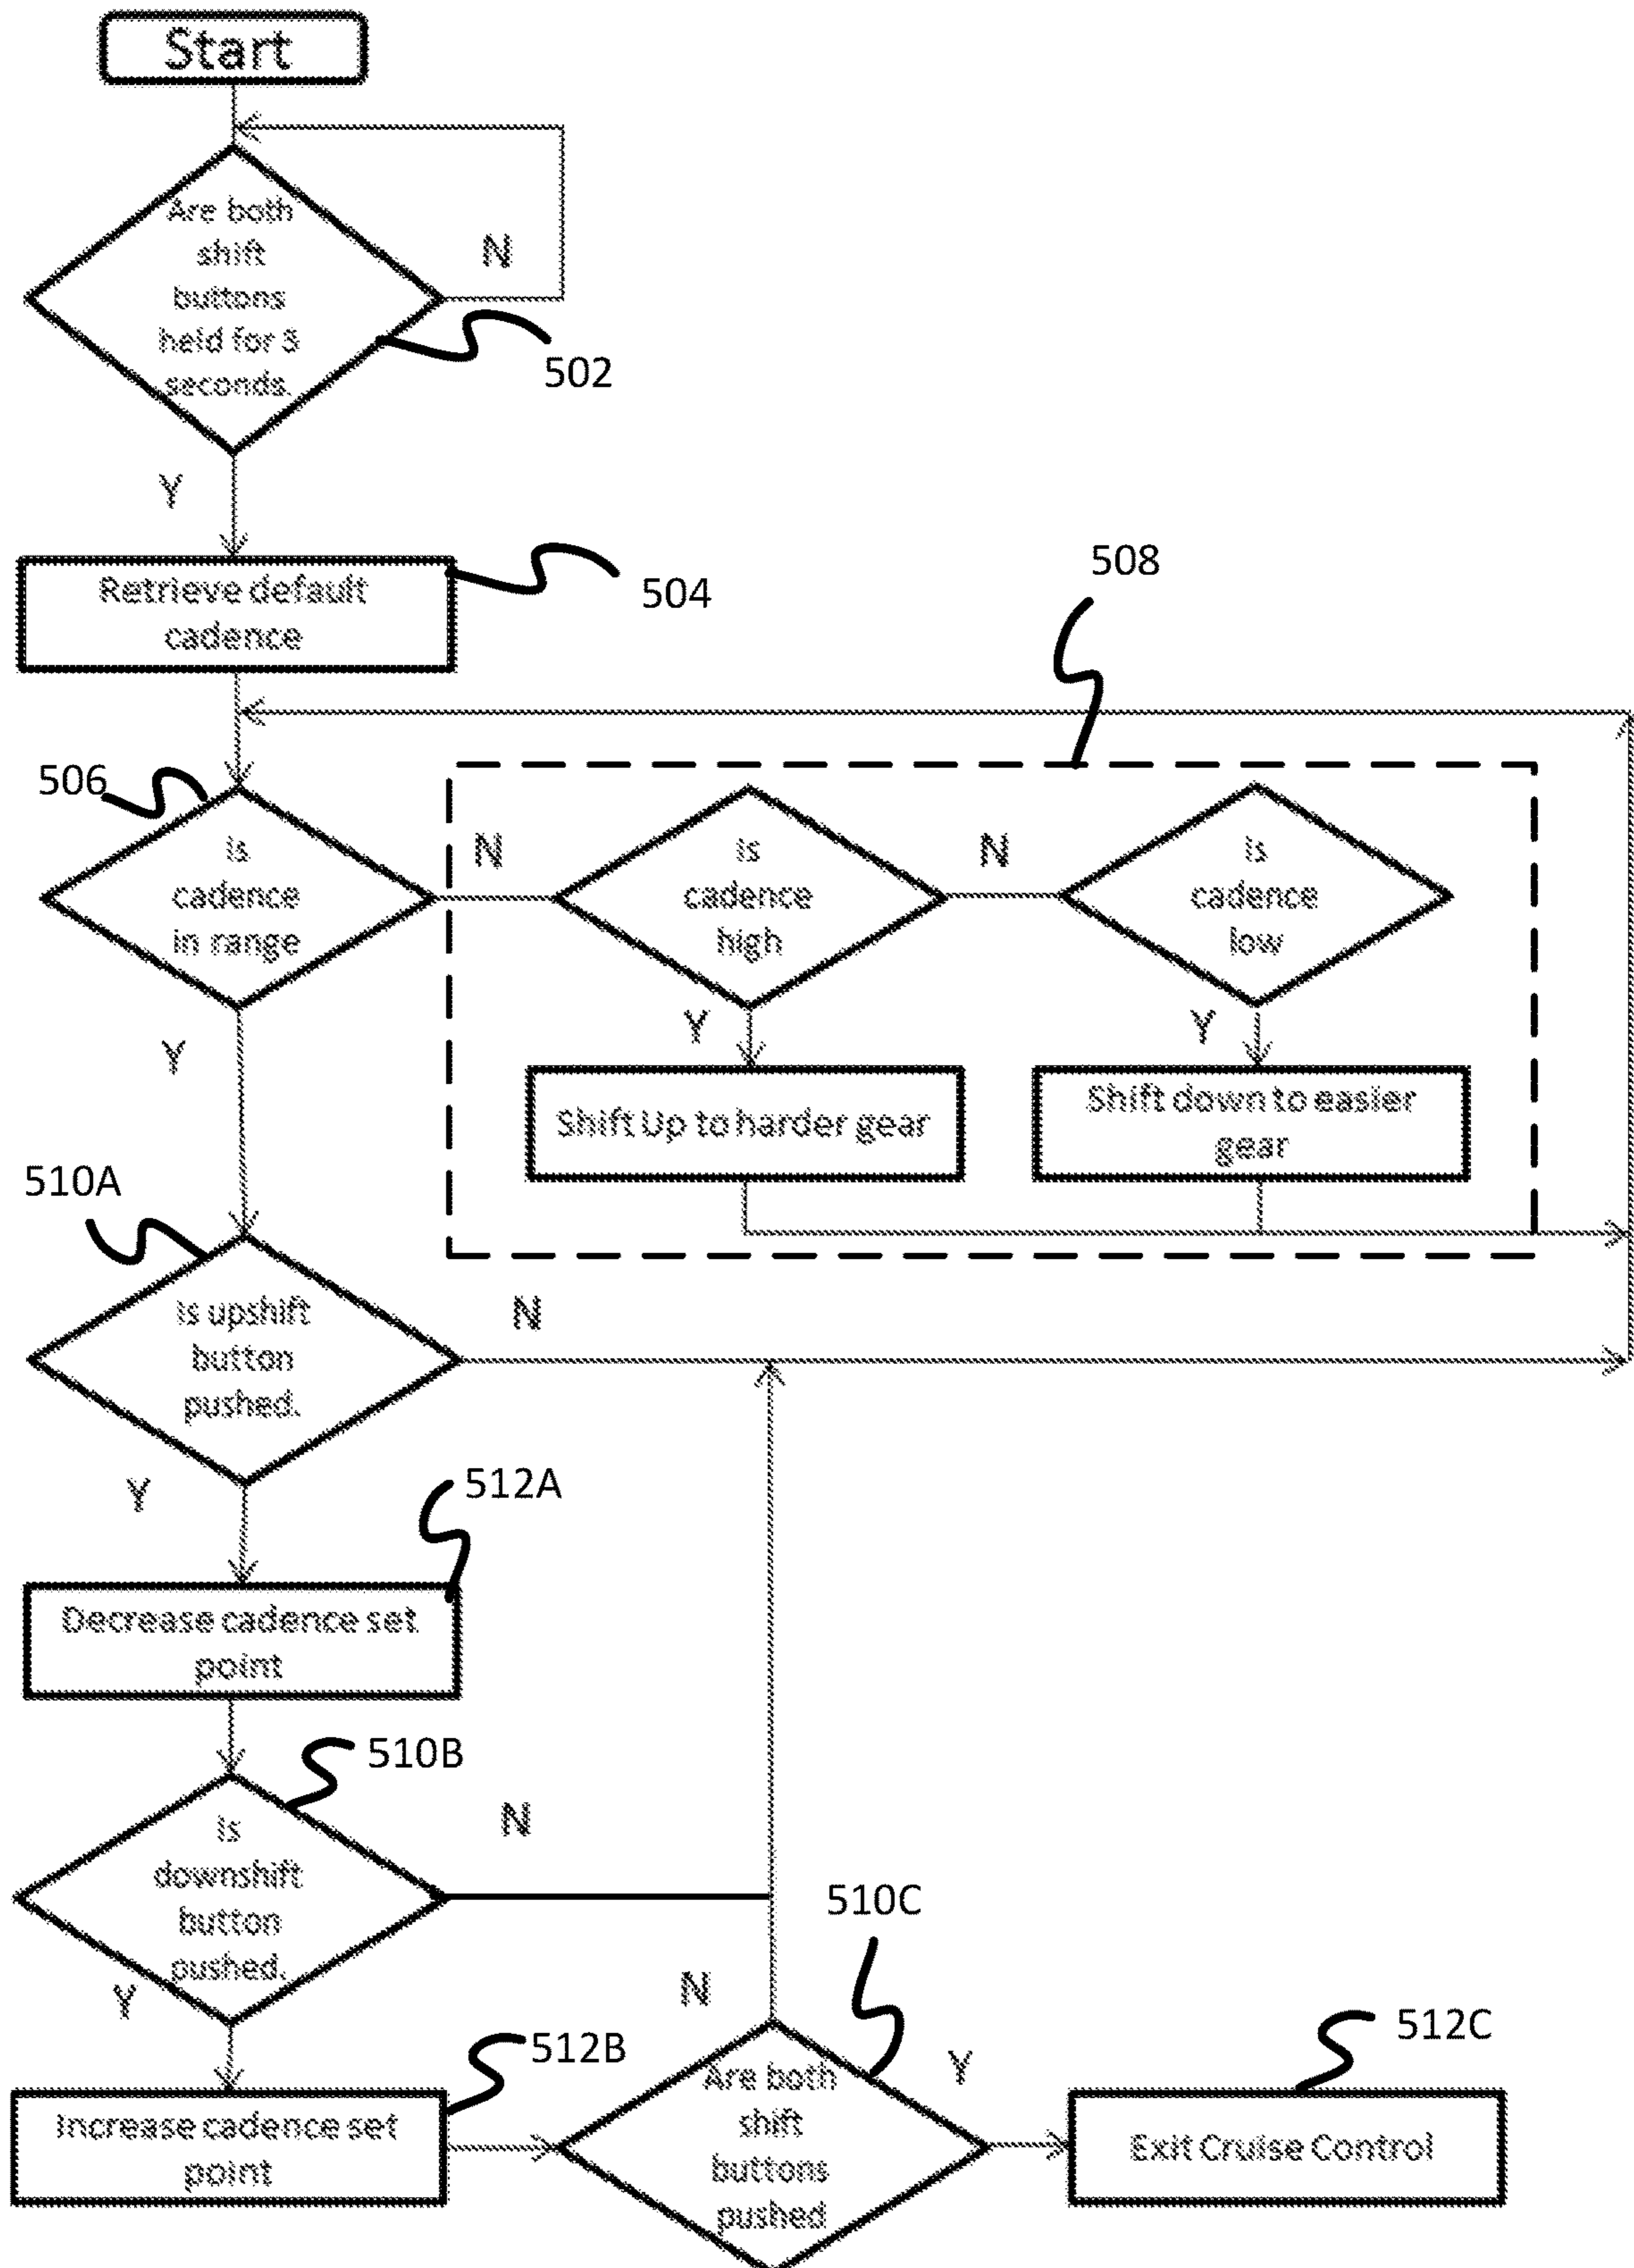 Start
Are both
shift
buttons
held for 3
seconds.
N
502
Y
Retrieve default
cadence
504
508
506
Is
cadence
in range
N
Is
cadence
high
N
Is
cadence
low
Y
Y
Y
Shift Up to harder gear
Shift down to easier
gear
510A
Is upshift
button
pushed.
N
Y
512A
Decrease cadence set
point
510B
Is
downshift
button
pushed.
N
Y
510C
N
512B
Increase cadence set
point
Are both
shift
buttons
pushed
Y
512C
Exit Cruise Control